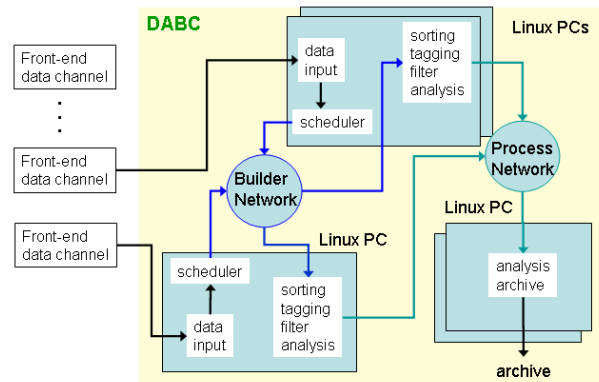 DABC
Linux PCs
Front-end
data channel
data
input
sorting
tagging
filter
analysis
scheduler
Front-end
data channel
Builder
Network
Process
Network
Front-end
data channel
Linux PC
Linux PC
scheduler
sorting
tagging
filter
analysis
data
input
analysis
archive
archive